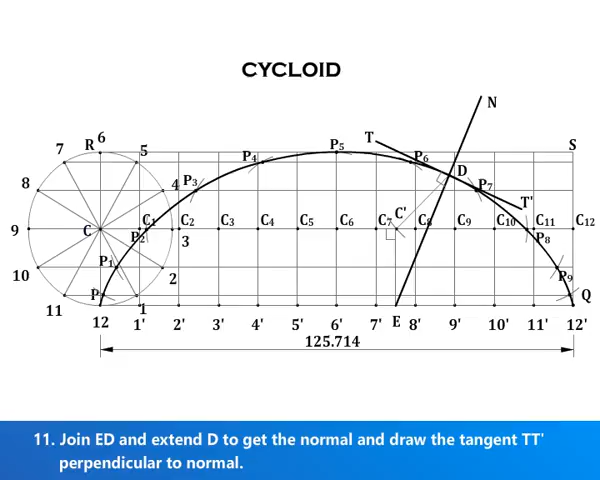 CYCLOID
N
6
R
T
P5
S
7
5
P4
P6
D
8
4
P3
P7
T'
9
C
C1
P2
C2
C3
C4
C5
C6
C7
C'
C8
C9
C10
C11
C12
3
P8
10
P1
2
P9
P
Q
11
12
1
1'
2'
3'
4'
5'
6'
7'
E
8'
9'
10'
11'
12'
125.714
11. Join ED and extend D to get the normal and draw the tangent TT'
perpendicular to normal.